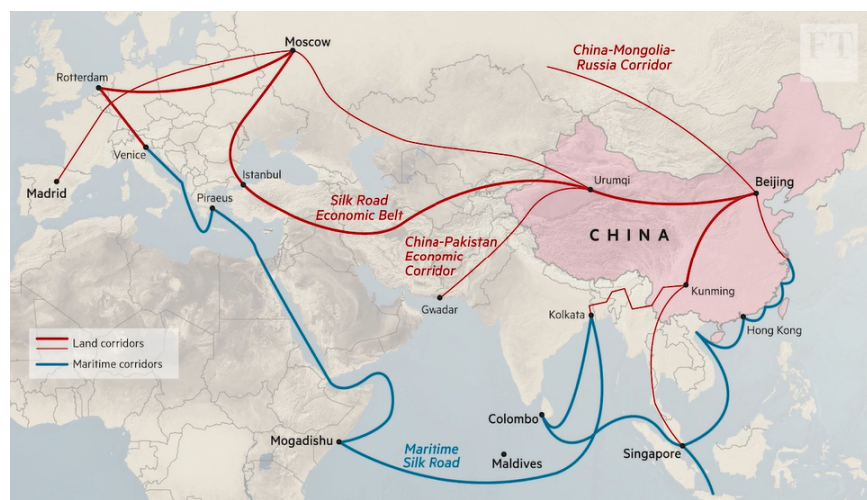 FT
Moscow
China-Mongolia-
Russia Corridor
Rotterdam
Venice
Madrid
Istanbul
Piraeus
Silk Road
Economic Belt
Urumqi
Beijing
CHINA
China-Pakistan
Economic
Corridor
Gwadar
Kunming
Kolkata
Hong Kong
Land corridors
Maritime corridors
Colombo
Mogadishu
Maritime
Silk Road
Maldives
Singapore